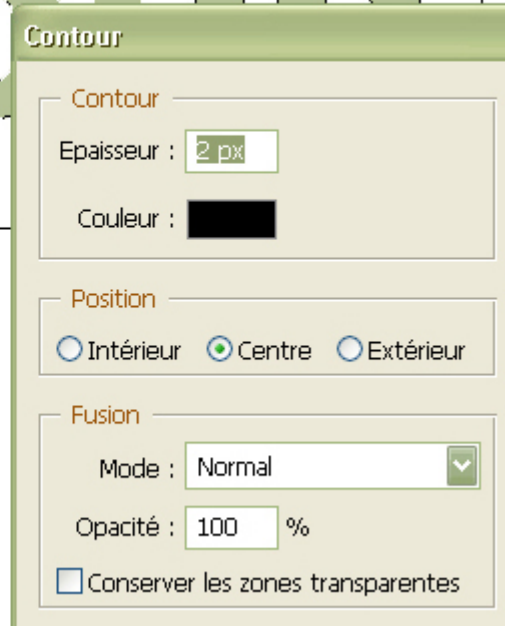 Contour
Contour
Epaisseur : 2 px
Couleur :
Position
Intérieur Centre Extérieur
Fusion
Mode : Normal
Opacité : 100 %
Conserver les zones transparentes